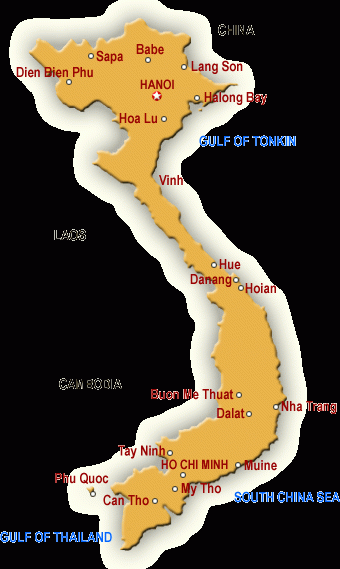 CHINA
Babe
Sapa
Lang Son
Dien Bien Phu
HANOI
Halong Bay
Hoa Lu
GULF OF TONKIN
Vinh
LAOS
Hue
Danang
Hoian
CAMBODIA
Buon Me Thuat
Nha Trang
Dalat
Tay Ninh
HO CHI MINH
Muine
Phu Quoc
My Tho
Can Tho
SOUTH CHINA SEA
GULF OF THAILAND